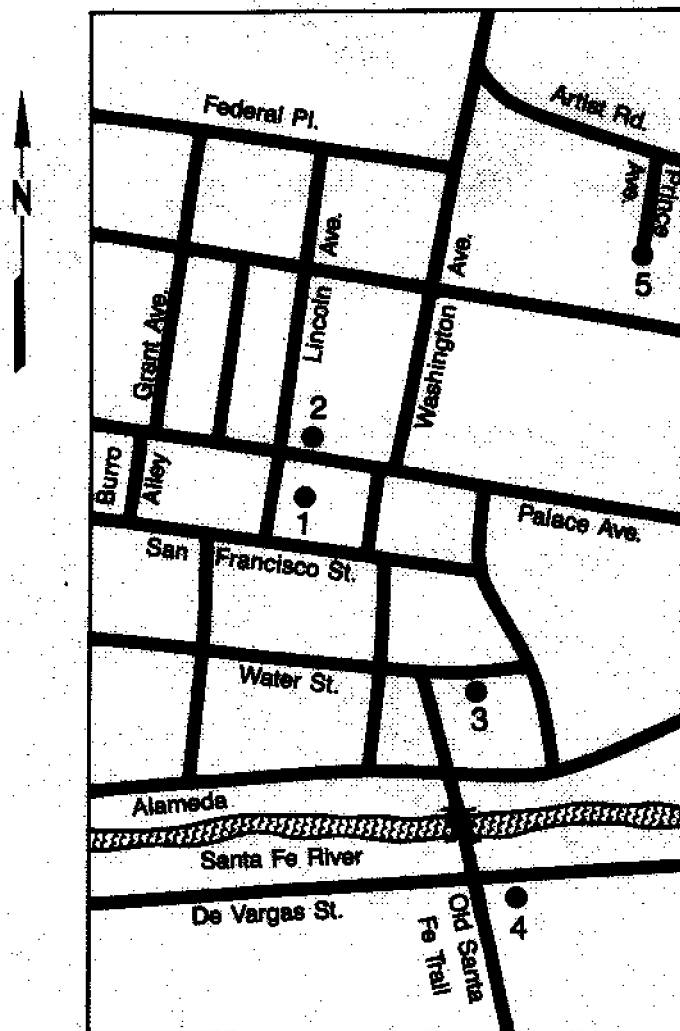 N
Federal Pl.
Artist Rd.
Prince
Ave.
5
Lincoln Ave.
Washington Ave.
Grant Ave.
2
Burro
Alley
1
Palace Ave.
San Francisco St.
Water St.
3
Alameda
Santa Fe River
De Vargas St.
Old Santa
Fe Trail
4